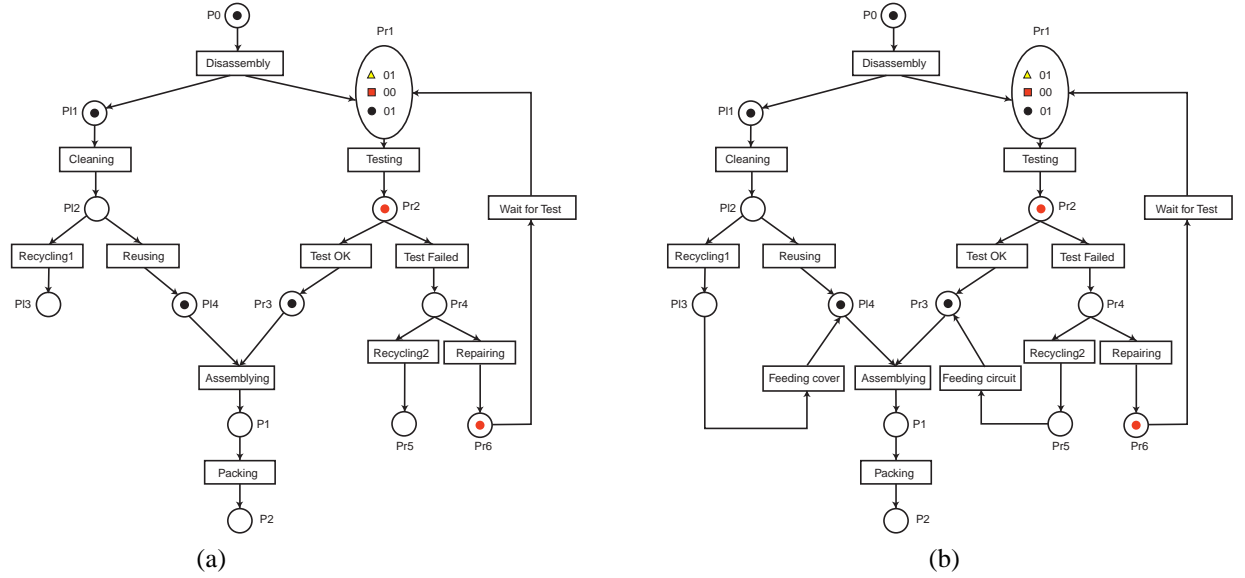 P0
Disassembly
Pr1
01
00
01
Pl1
Cleaning
Testing
Pl2
Pr2
Wait for Test
Recycling1
Reusing
Test OK
Test Failed
Pl3
Pl4
Pr3
Pr4
Recycling2
Repairing
Assemblying
P1
Pr5
Pr6
Packing
P2
(a)
P0
Disassembly
Pr1
01
00
01
Pl1
Cleaning
Testing
Pl2
Pr2
Wait for Test
Recycling1
Reusing
Test OK
Test Failed
Pl3
Pl4
Pr3
Pr4
Recycling2
Repairing
Feeding cover
Assemblying
Feeding circuit
P1
Pr5
Pr6
Packing
P2
(b)